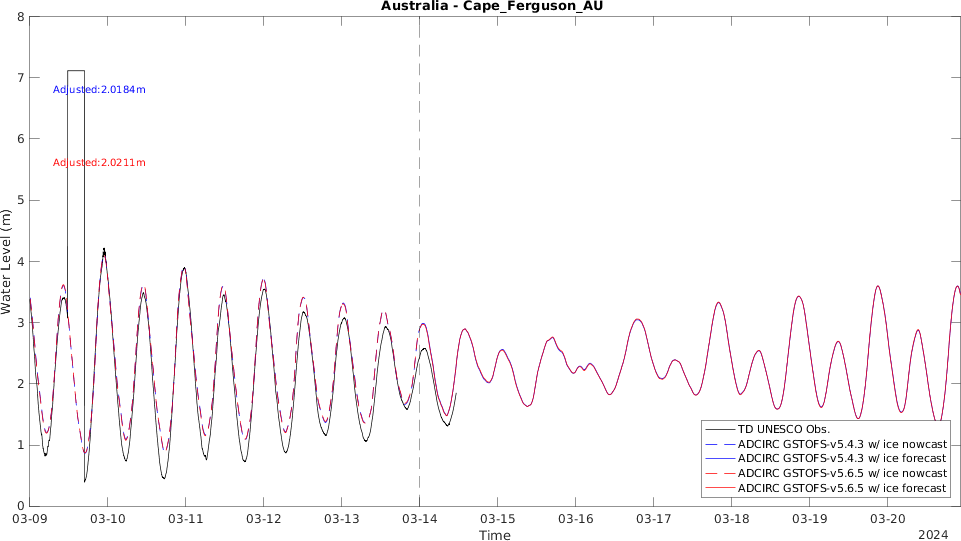 Australia - Cape_Ferguson_AU
8
7
6
5
4
3
2
1
0
Water Level (m)
Adjusted:2.0184m
Adjusted:2.0211m
TD UNESCO Obs.
ADCIRC GSTOFS-v5.4.3 w/ ice nowcast
ADCIRC GSTOFS-v5.4.3 w/ ice forecast
ADCIRC GSTOFS-v5.6.5 w/ ice nowcast
ADCIRC GSTOFS-v5.6.5 w/ ice forecast
03-09 03-10 03-11 03-12 03-13 03-14 03-15 03-16 03-17 03-18 03-19 03-20
Time
2024